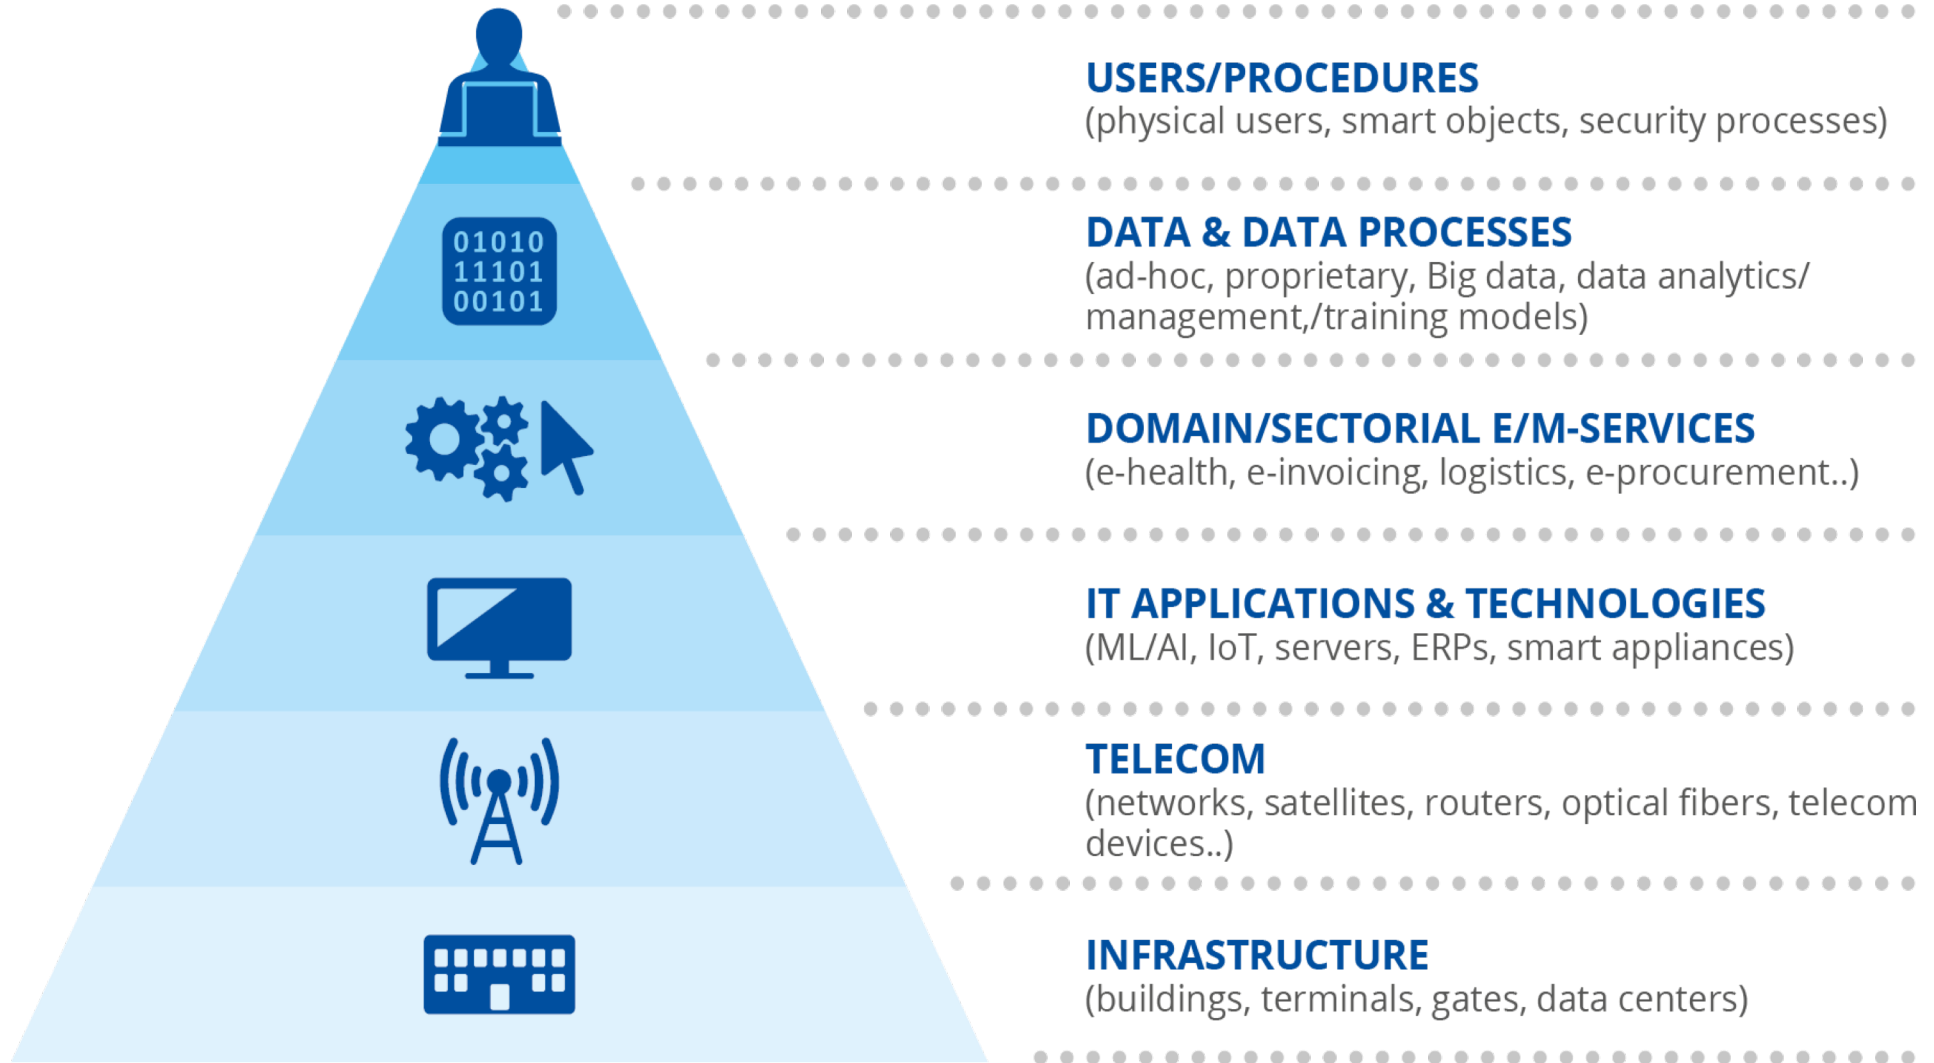 USERS/PROCEDURES
(physical users, smart objects, security processes)
01010
11101
00101
DATA & DATA PROCESSES
(ad-hoc, proprietary, Big data, data analytics/
management,/training models)
DOMAIN/SECTORIAL E/M-SERVICES
(e-health, e-invoicing, logistics, e-procurement..)
IT APPLICATIONS & TECHNOLOGIES
(ML/AI, IoT, servers, ERPs, smart appliances)
TELECOM
(networks, satellites, routers, optical fibers, telecom
devices..)
INFRASTRUCTURE
(buildings, terminals, gates, data centers)